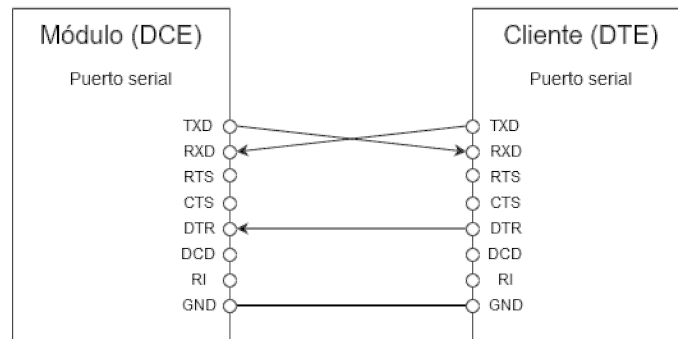 Módulo (DCE)
Puerto serial
TXD
RXD
RTS
CTS
DTR
DCD
RI
GND
Cliente (DTE)
Puerto serial
TXD
RXD
RTS
CTS
DTR
DCD
RI
GND